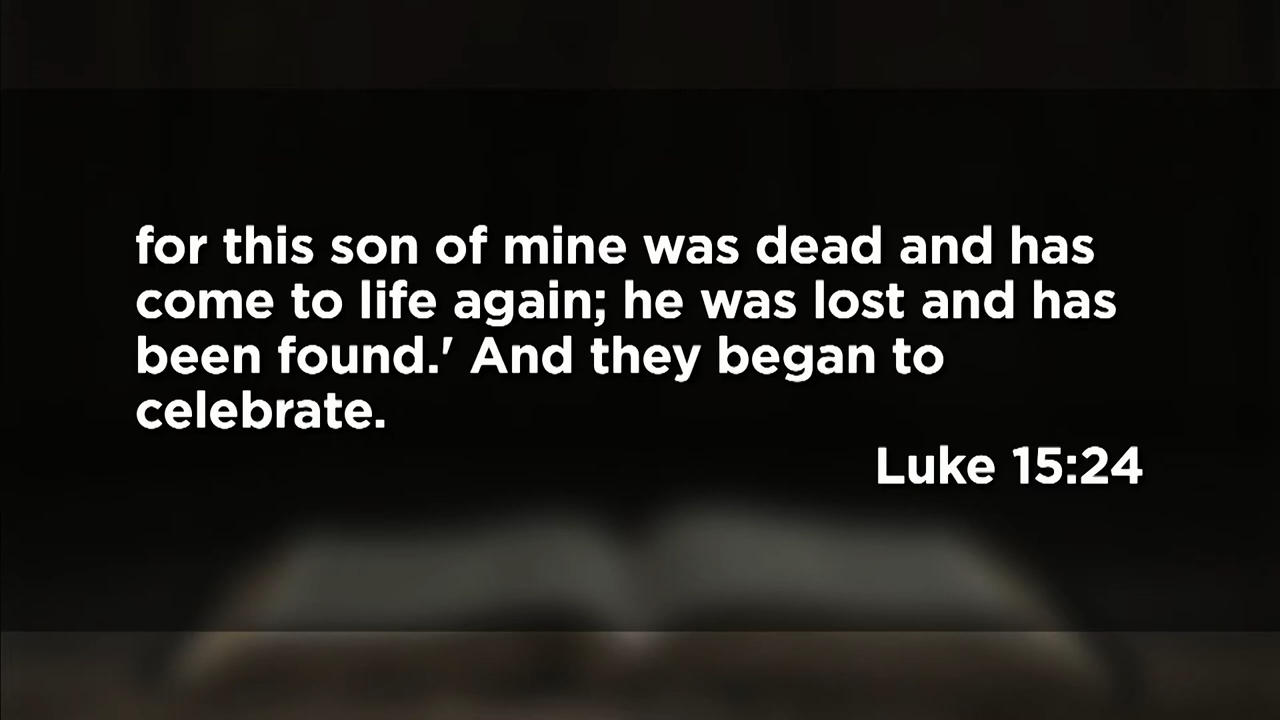 for this son of mine was dead and has
come to life again; he was lost and has
been found.' And they began to
celebrate.
Luke 15:24